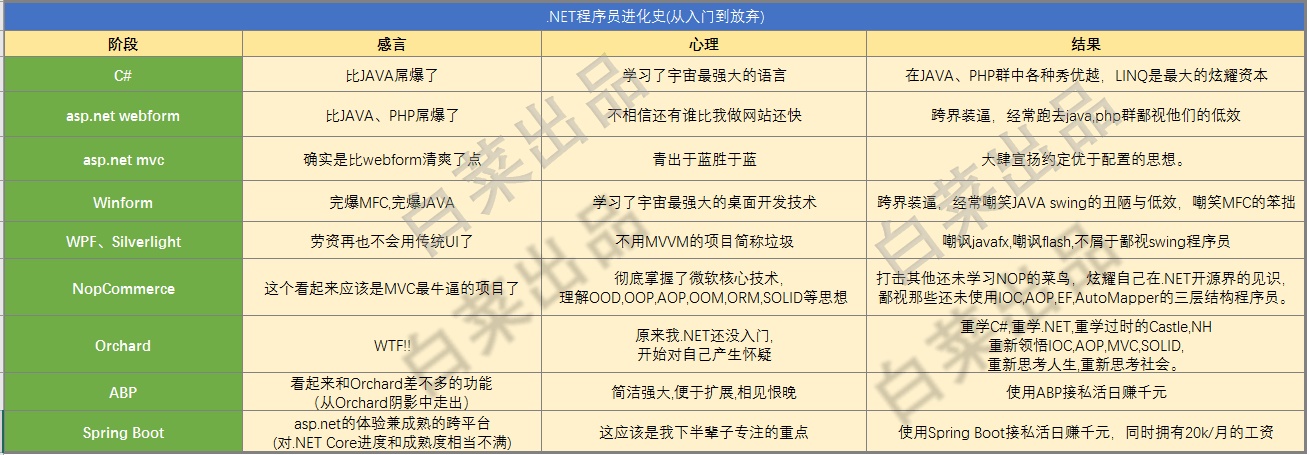 .NET程序员进化史(从入门到放弃)
阶段 感言 心理 结果
C# 比JAVA屌爆了 学习了宇宙最强大的语言 在JAVA、PHP群中各种秀优越，LINQ是最大的炫耀资本
asp.net webform 比JAVA、PHP屌爆了 不相信还有谁比我做网站还快 跨界装逼，经常跑去java,php群鄙视他们的低效
asp.net mvc 确实是比webform清爽了点 青出于蓝胜于蓝 大肆宣扬约定优于配置的思想。
Winform 完爆MFC,完爆JAVA 学习了宇宙最强大的桌面开发技术 跨界装逼，经常嘲笑JAVA swing的丑陋与低效，嘲笑MFC的笨拙
WPF、Silverlight 劳资再也不会用传统UI了 不用MVVM的项目简称垃圾 嘲讽javafx,嘲讽flash,不屑于鄙视swing程序员
NopCommerce 这个看起来应该是MVC最牛逼的项目了
彻底掌握了微软核心技术,
理解OOD,OOP,AOP,OOM,ORM,SOLID等思想
打击其他还未学习NOP的菜鸟，炫耀自己在.NET开源界的见识，
鄙视那些还未使用IOC,AOP,EF,AutoMapper的三层结构程序员。
Orchard WTF!!
原来我.NET还没入门,
开始对自己产生怀疑
重学C#,重学.NET,重学过时的Castle,NH
重新领悟IOC,AOP,MVC,SOLID,
重新思考人生,重新思考社会。
ABP
看起来和Orchard差不多的功能
（从Orchard阴影中走出）
简洁强大,便于扩展,相见恨晚 使用ABP接私活日赚千元
Spring Boot
asp.net的体验兼成熟的跨平台
(对.NET Core进度和成熟度相当不满)
这应该是我下半辈子专注的重点 使用Spring Boot接私活日赚千元，同时拥有20k/月的工资
白菜出品
白菜出品
白菜出品
白菜出品